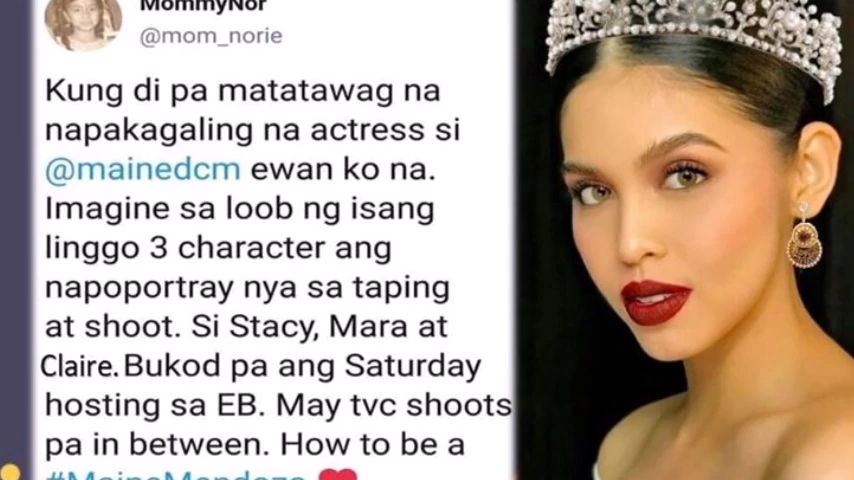 MommyNor
@mom_norie
Kung di pa matatawag na
napakagaling na actress si
@mainedcm ewan ko na.
Imagine sa loob ng isang
linggo 3 character ang
napoportray nya sa taping
at shoot. Si Stacy, Mara at
Claire. Bukod pa ang Saturday
hosting sa EB. May tvc shoots
pa in between. How to be a
#MaineMendoza